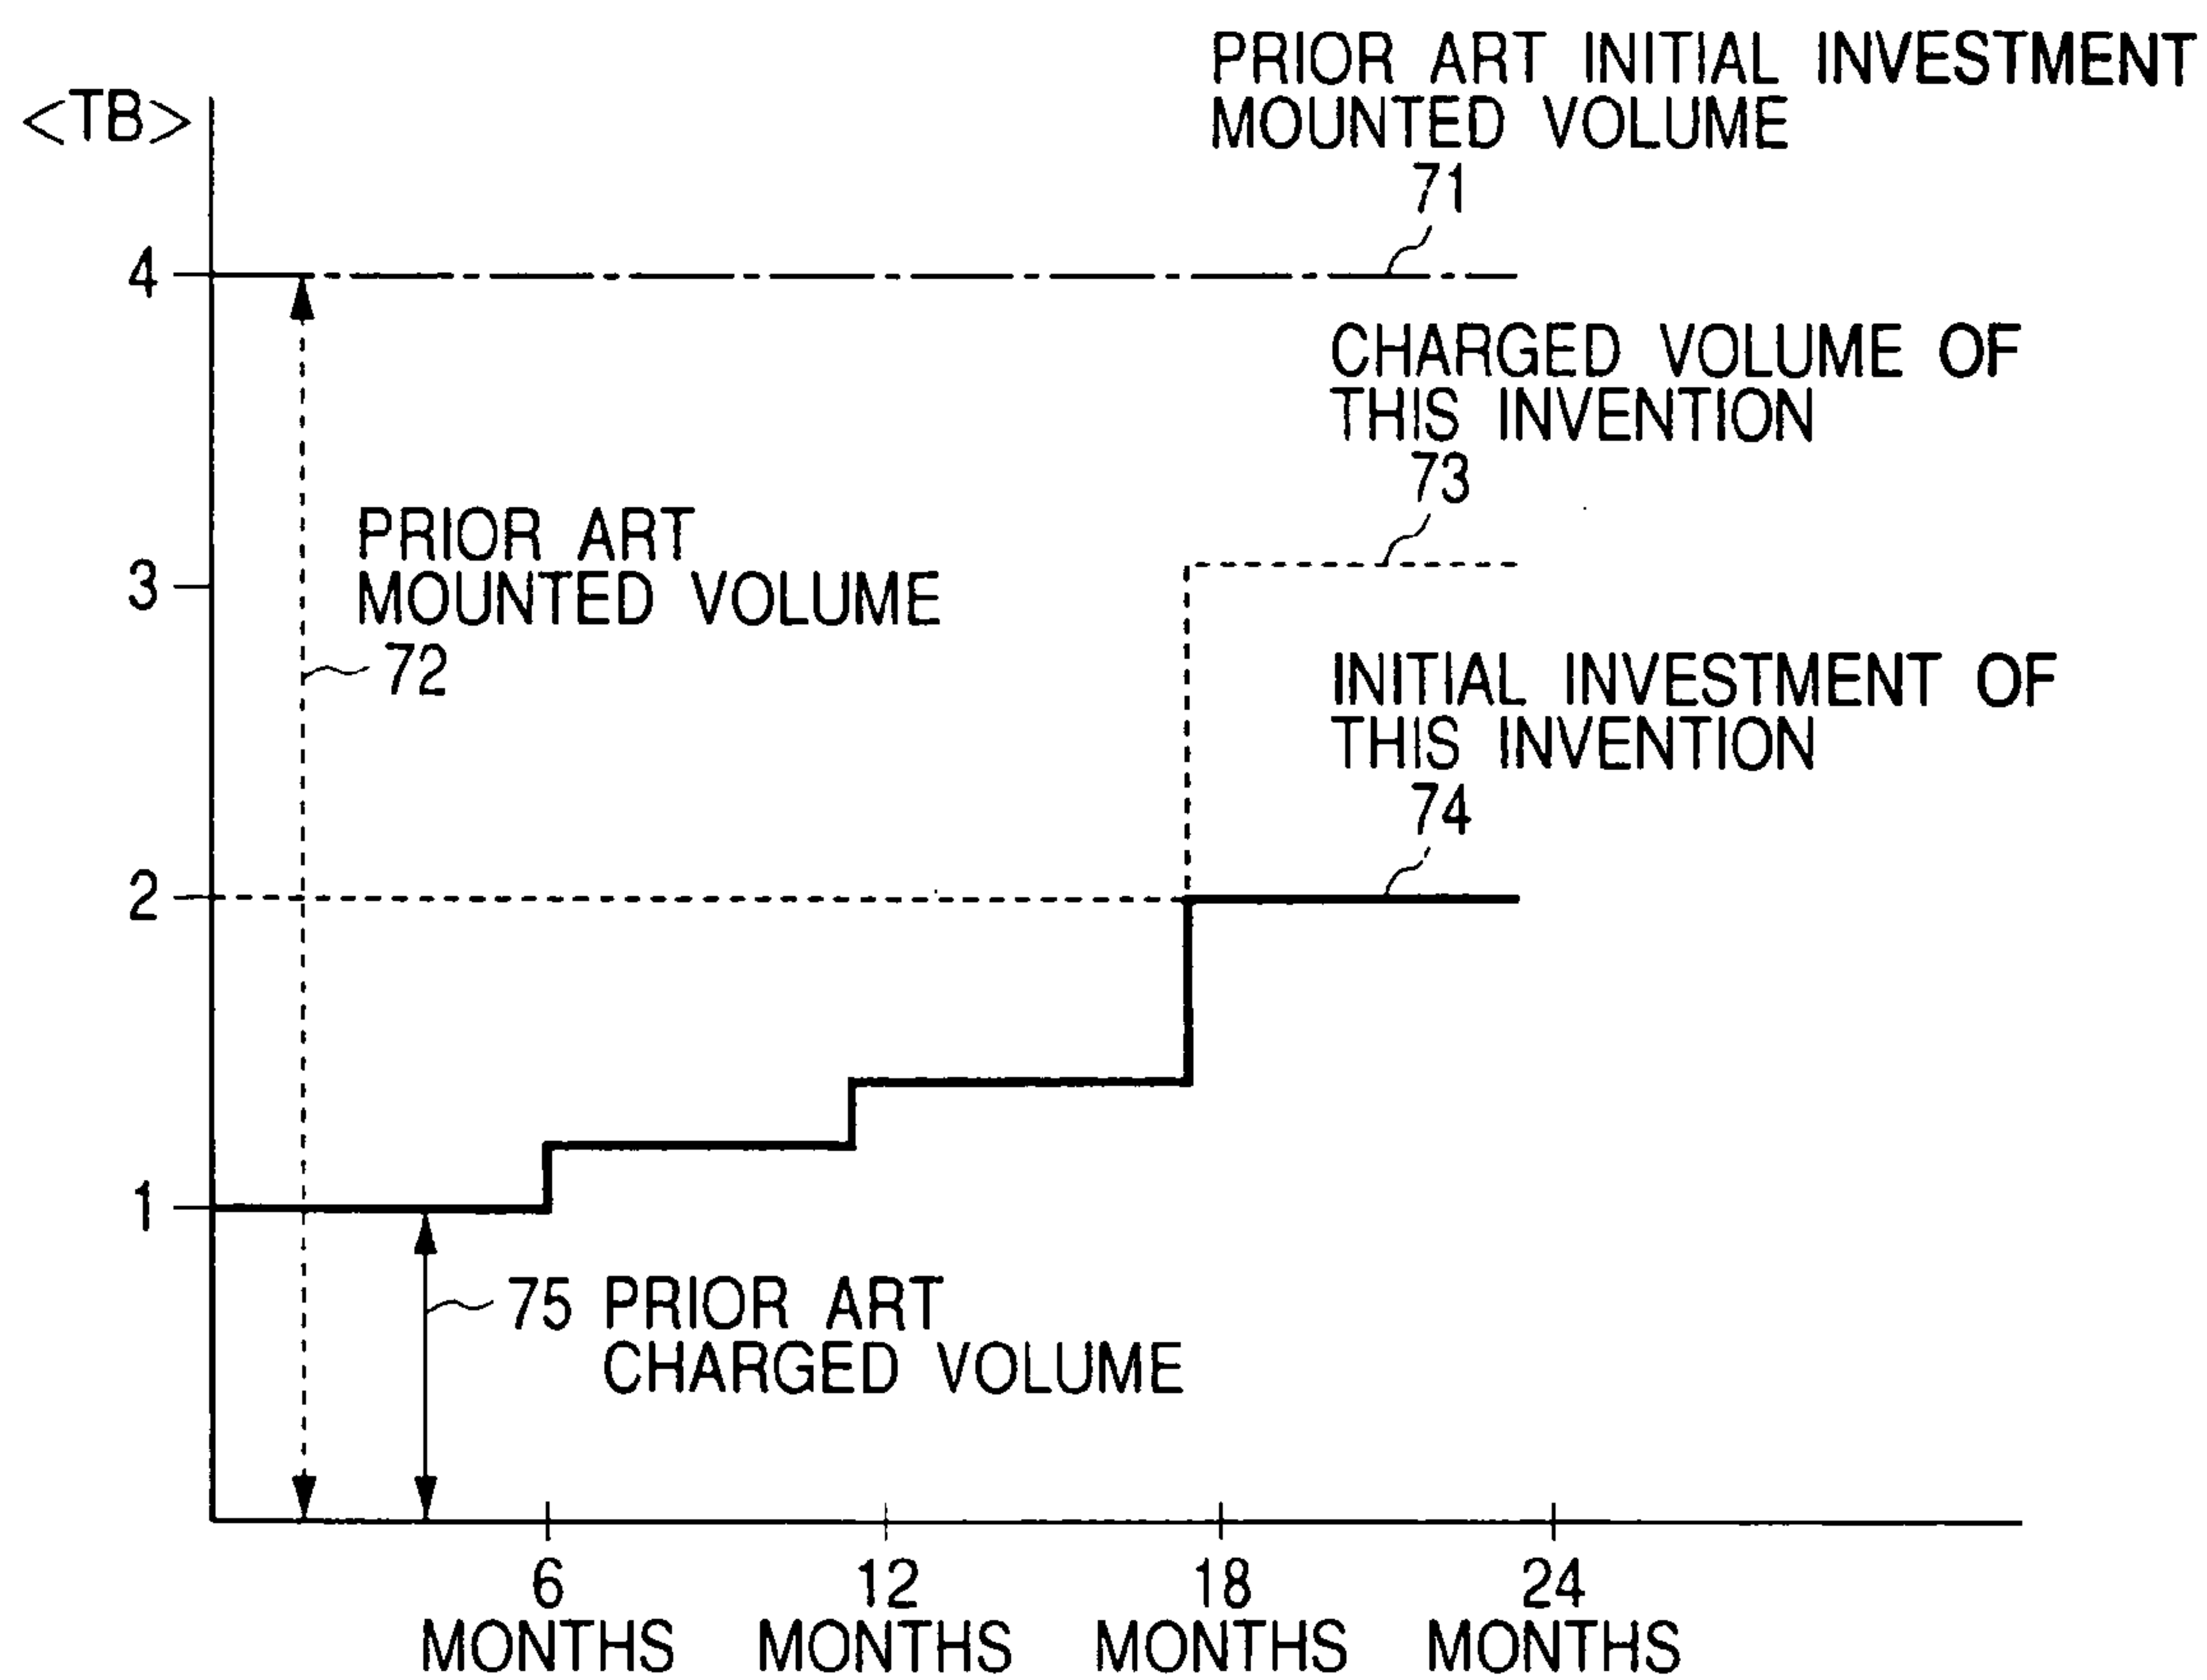 PRIOR ART INITIAL INVESTMENT
MOUNTED VOLUME
71
<TB>
4
CHARGED VOLUME OF
THIS INVENTION
73
3
PRIOR ART
MOUNTED VOLUME
72
INITIAL INVESTMENT OF
THIS INVENTION
74
2
1
75 PRIOR ART
CHARGED VOLUME
6
MONTHS
12
MONTHS
18
MONTHS
24
MONTHS